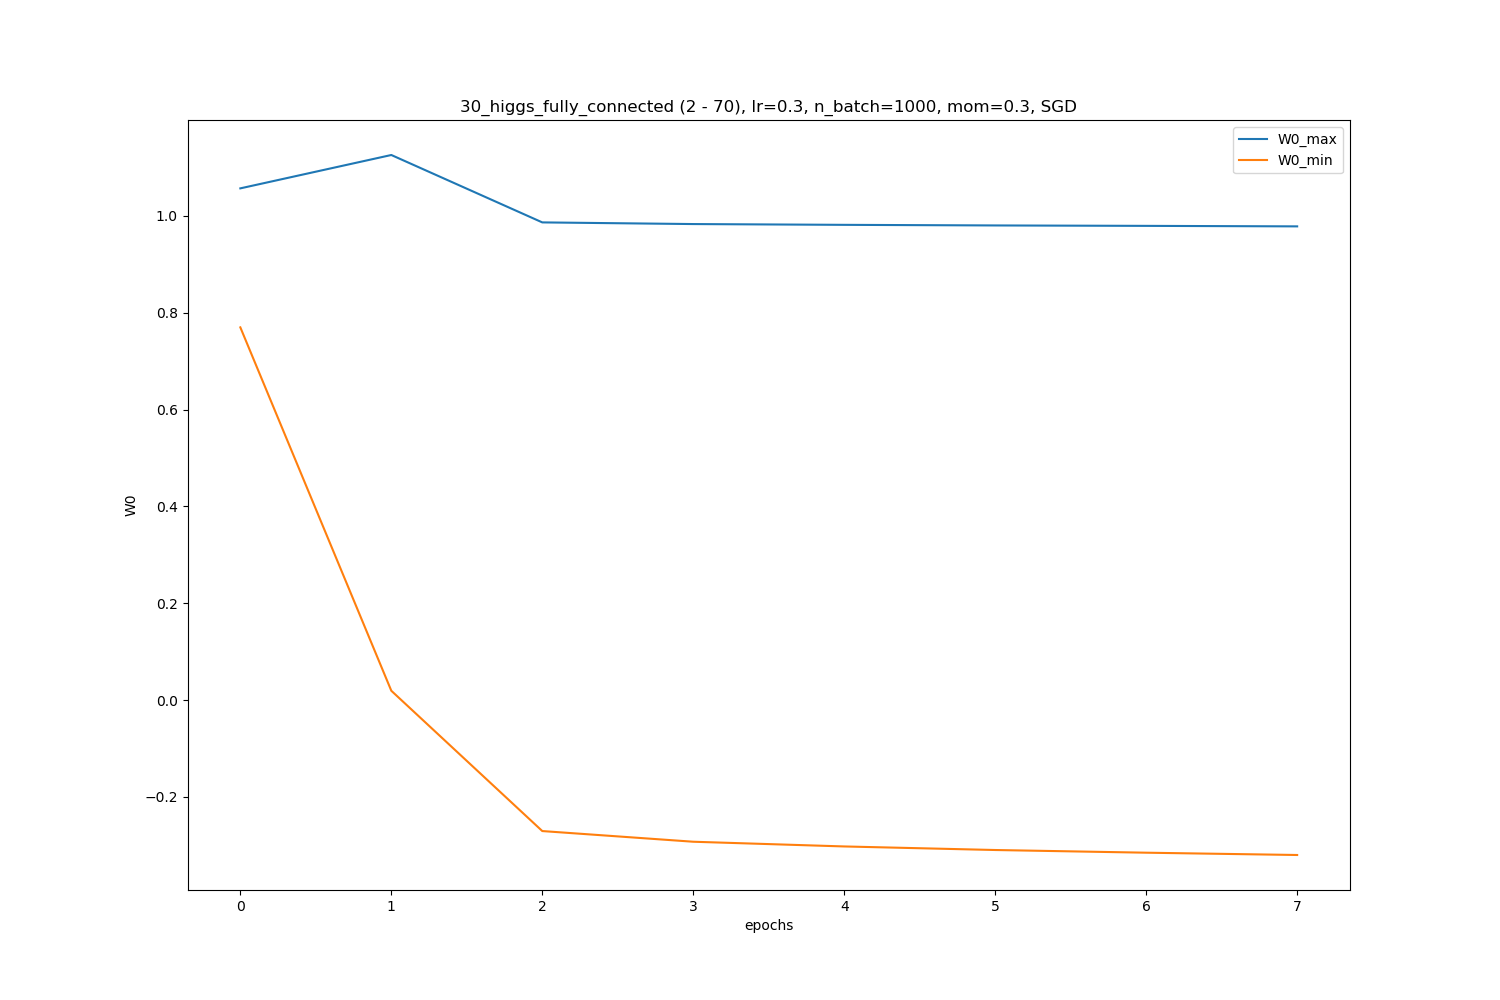 30_higgs_fully_connected (2 - 70), lr=0.3, n_batch=1000, mom=0.3, SGD
W0_max
W0_min
1.0
0.8
0.6
0.4
0.2
0.0
−0.2
W0
0 1 2 3 4 5 6 7
epochs